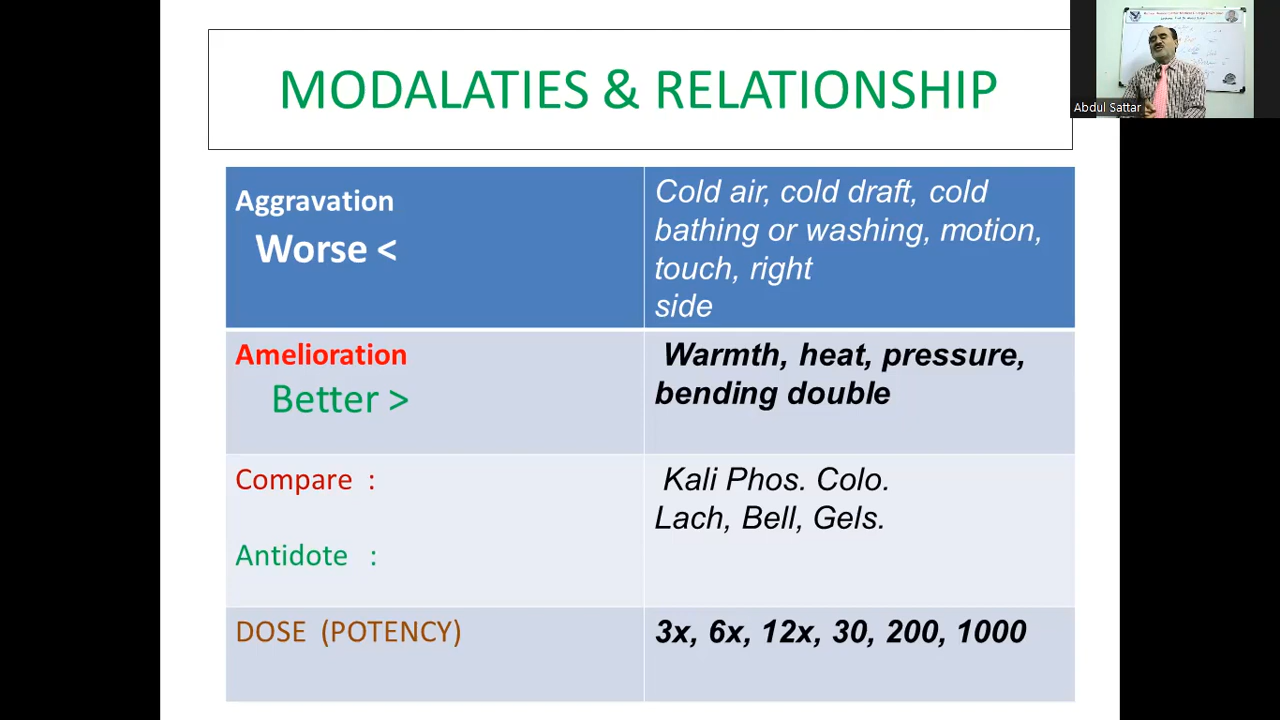 MODALATIES & RELATIONSHIP
Abdul Sattar
Aggravation
Worse <
Cold air, cold draft, cold
bathing or washing, motion,
touch, right
side
Amelioration
Better >
Warmth, heat, pressure,
bending double
Compare :
Kali Phos. Colo.
Lach, Bell, Gels.
Antidote :
DOSE (POTENCY)
3x, 6x, 12x, 30, 200, 1000